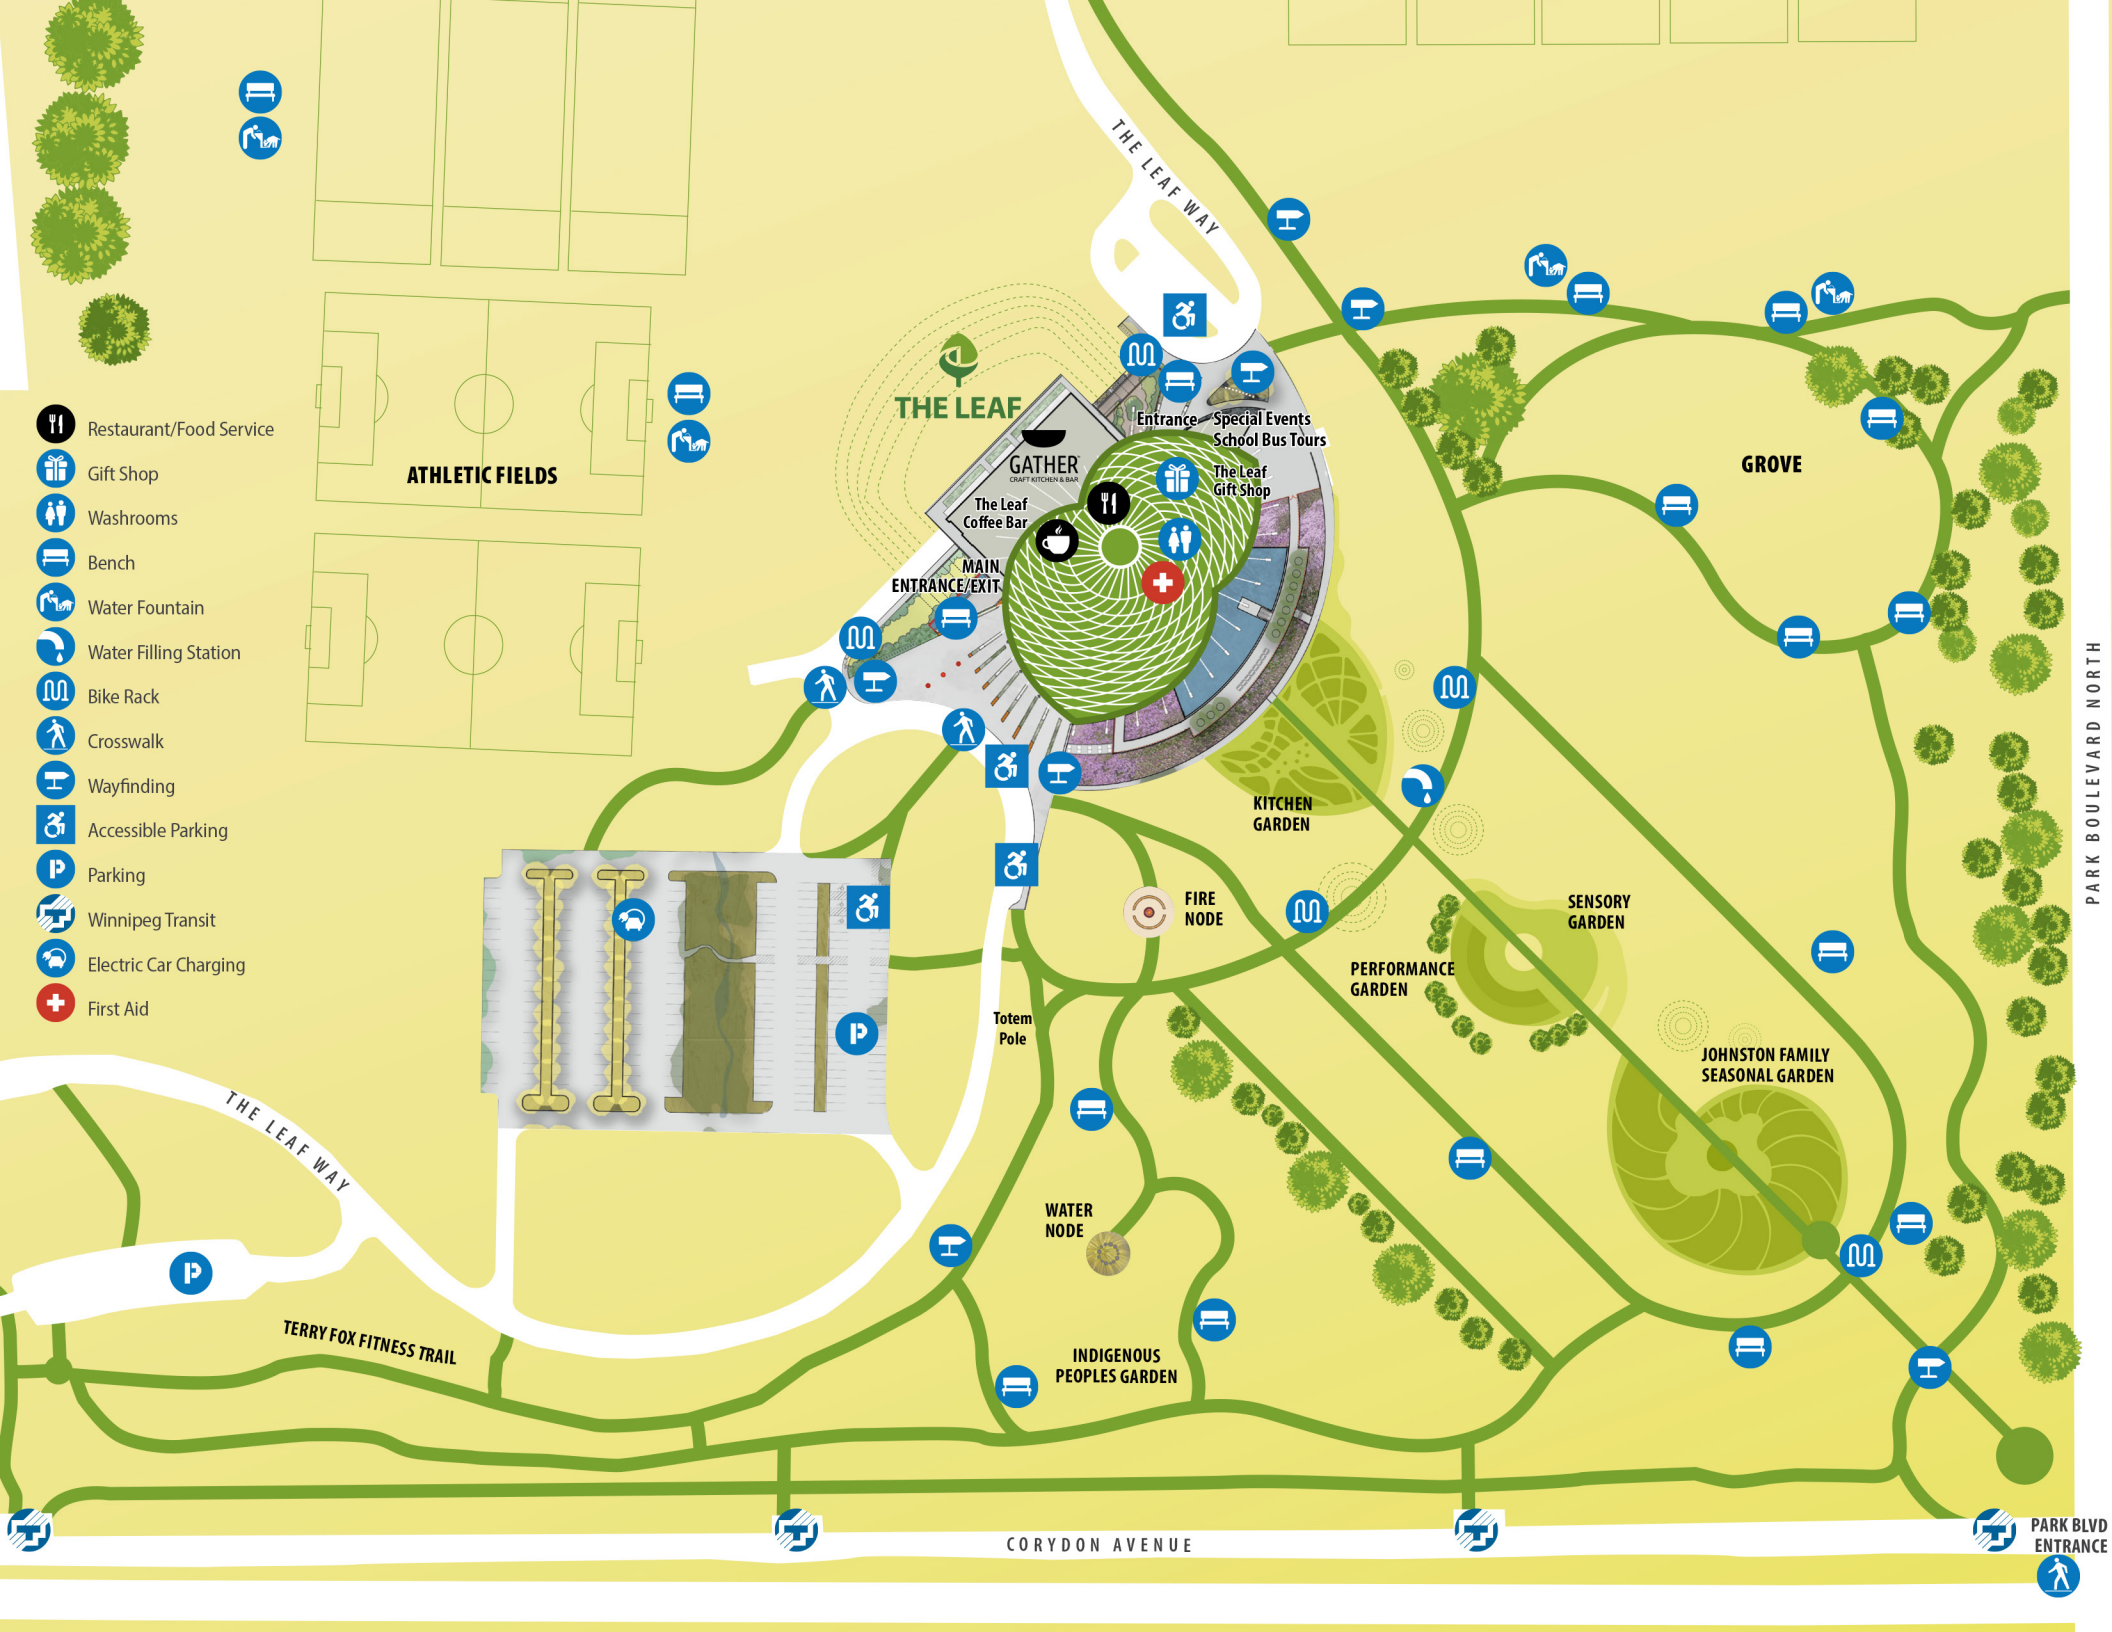 THE LEAF WAY
THE LEAF
Entrance
Special Events
School Bus Tours
GATHER
CRAFT KITCHEN & BAR
The Leaf
Gift Shop
The Leaf
Coffee Bar
MAIN
ENTRANCE/EXIT
ATHLETIC FIELDS
GROVE
Restaurant/Food Service
Gift Shop
Washrooms
Bench
Water Fountain
Water Filling Station
Bike Rack
Crosswalk
Wayfinding
Accessible Parking
Parking
Winnipeg Transit
Electric Car Charging
First Aid
PARK BOULEVARD NORTH
KITCHEN
GARDEN
FIRE
NODE
SENSORY
GARDEN
PERFORMANCE
GARDEN
Totem
Pole
JOHNSTON FAMILY
SEASONAL GARDEN
THE LEAF WAY
WATER
NODE
TERRY FOX FITNESS TRAIL
INDIGENOUS
PEOPLES GARDEN
CORYDON AVENUE
PARK BLVD
ENTRANCE